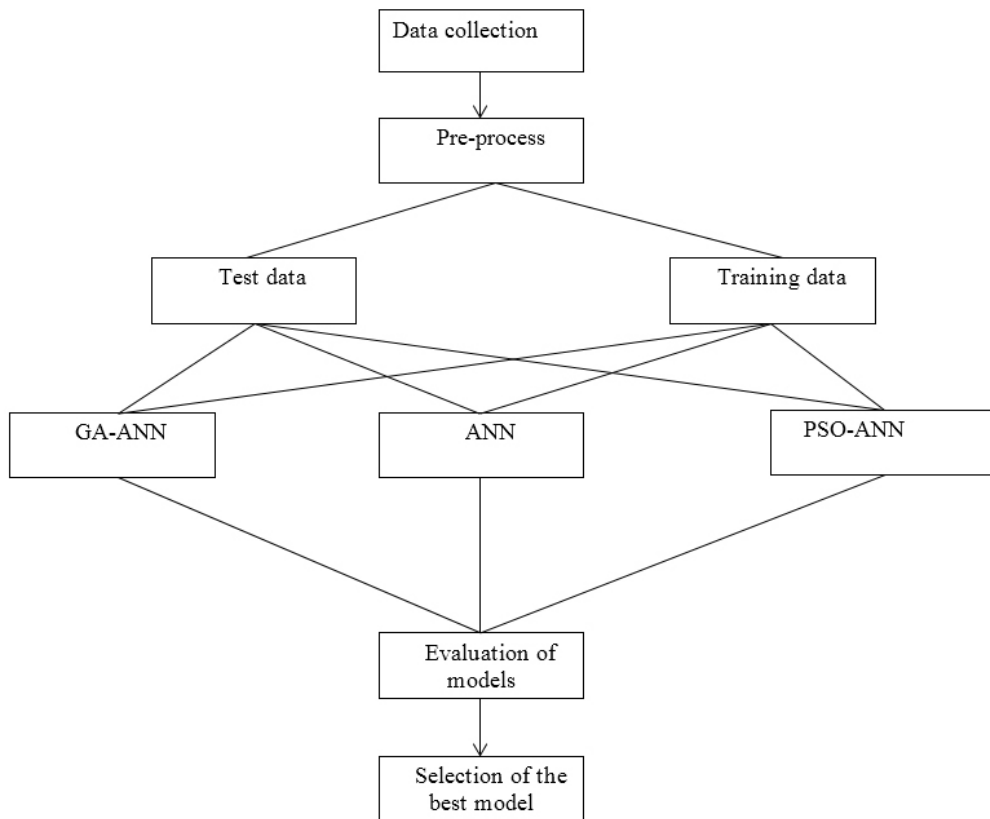 Data collection
Pre-process
Test data
Training data
GA-ANN
ANN
PSO-ANN
Evaluation of
models
Selection of the
best model